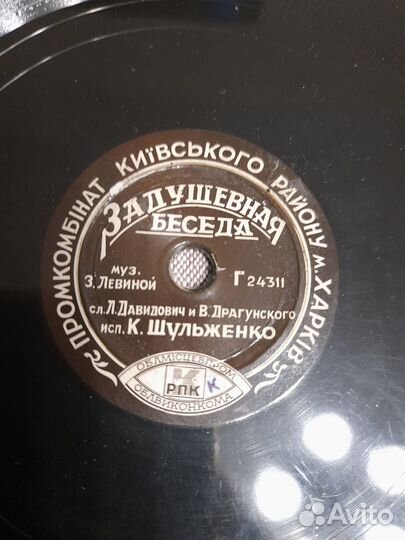 ПРОМКОМБІНАТ КИЇВСЬКОГО РАЙОНУ м. ХАРКІВ
ЗАДУШЕВНАЯ
БЕСЕДА
муз.
З. ЛЕВИНОЙ
Г 24311
сл. Л. ДАВИДОВИЧ и В. ДРАГУНСКОГО
исп. К. ШУЛЬЖЕНКО
ОБЛМІСЦЕВПРОМ
РПК К
ОБЛВИКОНКОМА
Avito